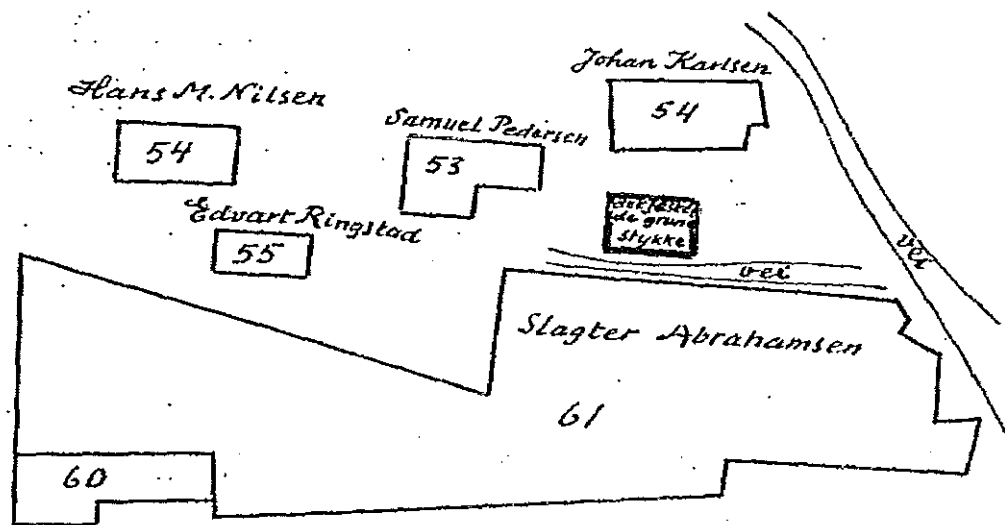 Johan Karlsen
54
Hans M. Nilsen
54
Samuel Pedersen
53
Edvart Ringstad
55
de grund
stykke
vei
vei
Slagter Abrahamsen
61
60